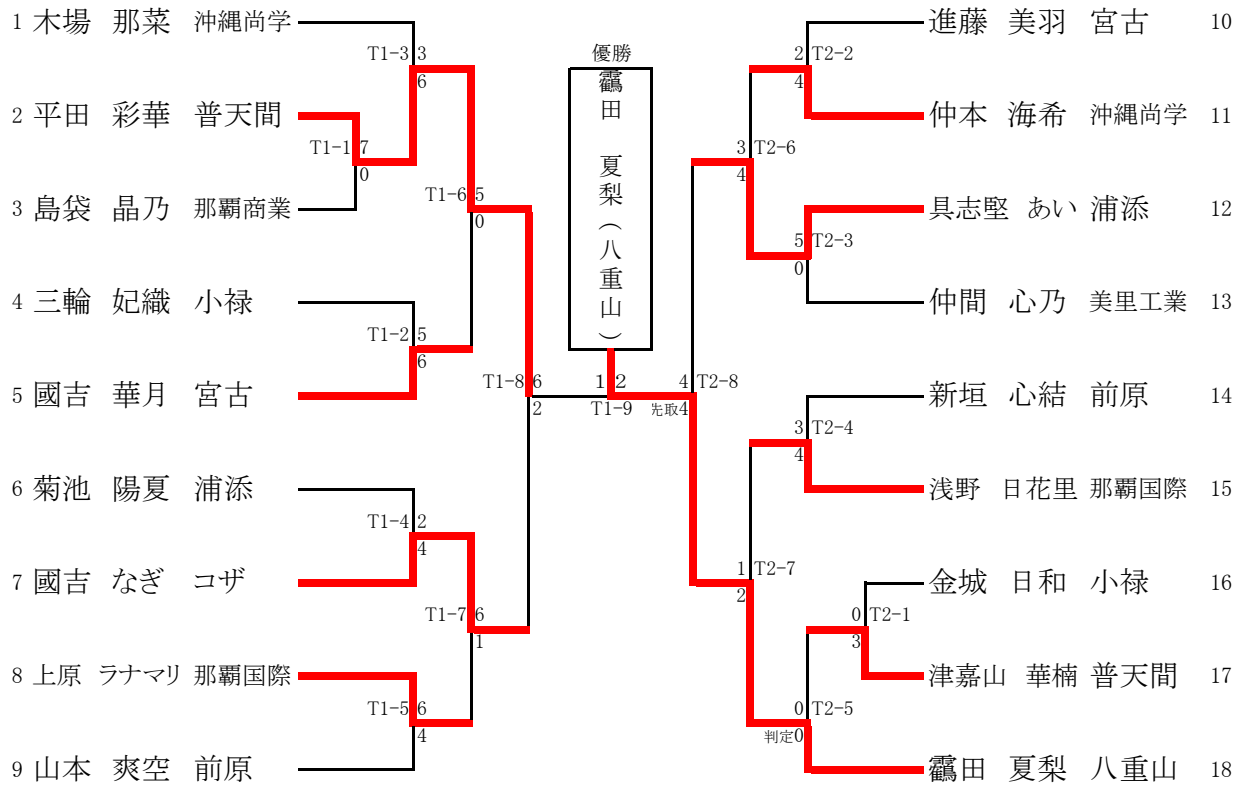 1 木場 那菜 沖縄尚学
T1-3 3
6
2 平田 彩華 普天間
T1-1 7
0
3 島袋 晶乃 那覇商業
T1-6 5
0
4 三輪 妃織 小禄
T1-2 5
6
5 國吉 華月 宮古
T1-8 6
2
6 菊池 陽夏 浦添
T1-4 2
4
7 國吉 なぎ コザ
T1-7 6
1
8 上原 ラナマリ 那覇国際
T1-5 6
4
9 山本 爽空 前原
優勝
靍田 夏梨(八重山)
1 2
T1-9
進藤 美羽 宮古 10
2 T2-2
4
仲本 海希 沖縄尚学 11
3 T2-6
4
具志堅 あい 浦添 12
5 T2-3
0
仲間 心乃 美里工業 13
4 T2-8
先取4
新垣 心結 前原 14
3 T2-4
4
浅野 日花里 那覇国際 15
1 T2-7
2
金城 日和 小禄 16
0 T2-1
3
津嘉山 華楠 普天間 17
0 T2-5
判定0
靍田 夏梨 八重山 18